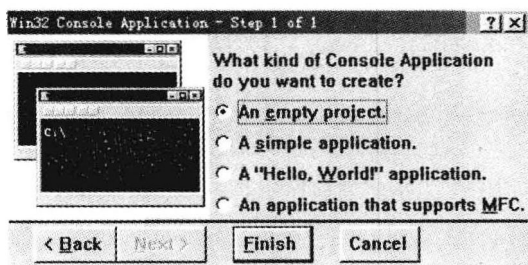 Win32 Console Application - Step 1 of 1
What kind of Console Application
do you want to create?
An empty project.
A simple application.
A "Hello, World!" application.
An application that supports MFC.
C:\
< Back
Next >
Finish
Cancel